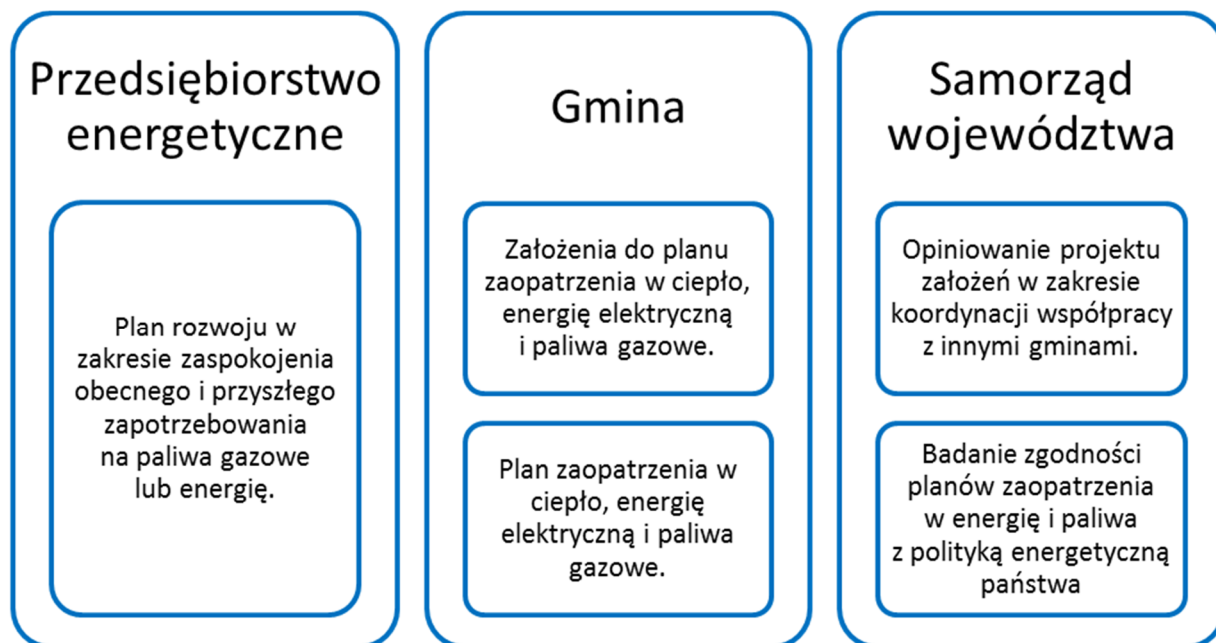 Przedsiębiorstwo
energetyczne
Plan rozwoju w
zakresie zaspokojenia
obecnego i przyszłego
zapotrzebowania
na paliwa gazowe
lub energię.
Gmina
Założenia do planu
zaopatrzenia w ciepło,
energię elektryczną
i paliwa gazowe.
Plan zaopatrzenia w
ciepło, energię
elektryczną i paliwa
gazowe.
Samorząd
województwa
Opiniowanie projektu
założeń w zakresie
koordynacji współpracy
z innymi gminami.
Badanie zgodności
planów zaopatrzenia
w energię i paliwa
z polityką energetyczną
państwa